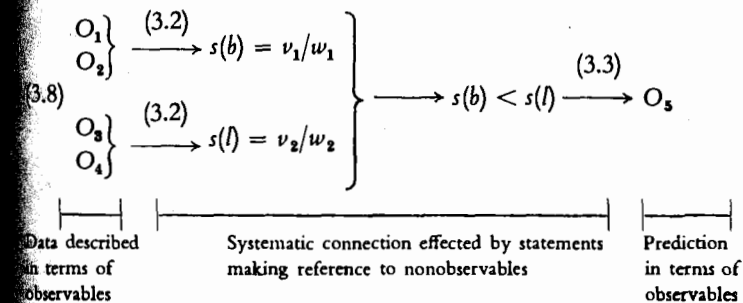 O₁ (3.2)
O₂ ⟶ s(b) = v₁/w₁
(3.8) ⟶ s(b) < s(l) (3.3) ⟶ O₅
O₃ (3.2)
O₄ ⟶ s(l) = v₂/w₂
Data described
in terms of
observables
Systematic connection effected by statements
making reference to nonobservables
Prediction
in terms of
observables